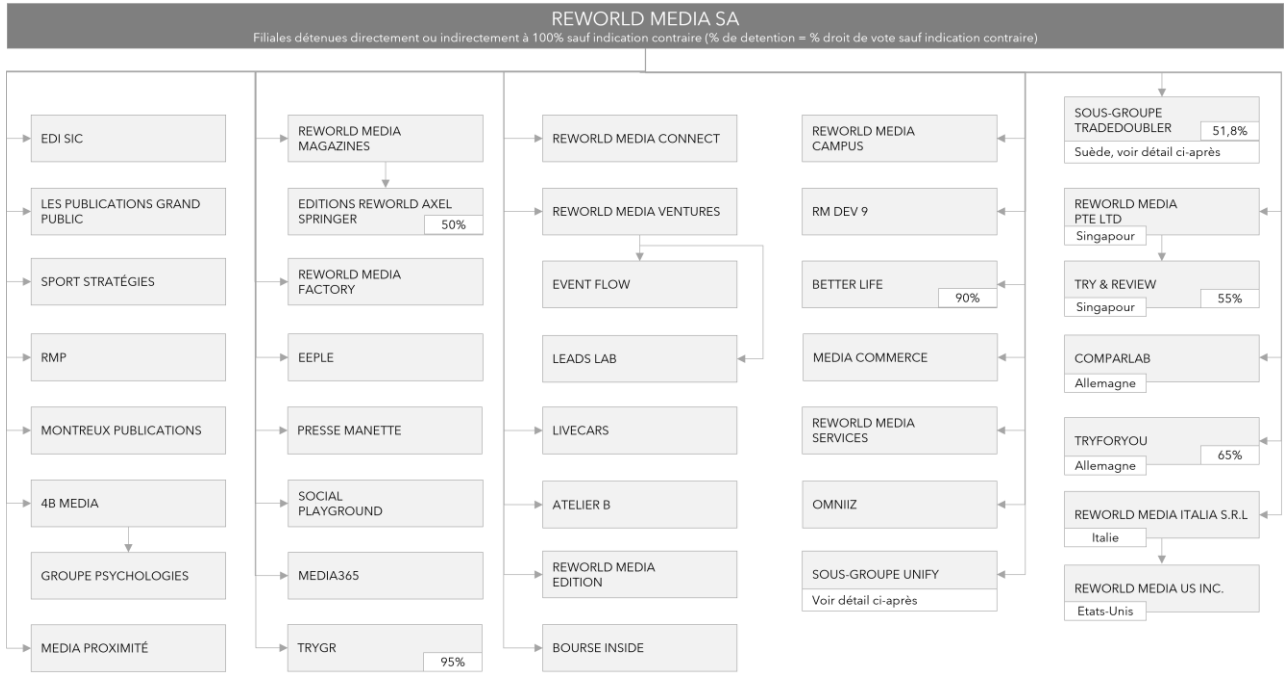 REWORLD MEDIA SA
Filiales détenues directement ou indirectement à 100% sauf indication contraire (% de detention = % droit de vote sauf indication contraire)
EDI SIC
LES PUBLICATIONS GRAND
PUBLIC
SPORT STRATÉGIES
RMP
MONTREUX PUBLICATIONS
4B MEDIA
GROUPE PSYCHOLOGIES
MEDIA PROXIMITÉ
REWORLD MEDIA
MAGAZINES
EDITIONS REWORLD AXEL
SPRINGER
50%
REWORLD MEDIA
FACTORY
EEPLE
PRESSE MANETTE
SOCIAL
PLAYGROUND
MEDIA365
TRYGR
95%
REWORLD MEDIA CONNECT
REWORLD MEDIA VENTURES
EVENT FLOW
LEADS LAB
LIVECARS
ATELIER B
REWORLD MEDIA
EDITION
BOURSE INSIDE
REWORLD MEDIA
CAMPUS
RM DEV 9
BETTER LIFE
90%
MEDIA COMMERCE
REWORLD MEDIA
SERVICES
OMNIIZ
SOUS-GROUPE UNIFY
Voir détail ci-après
SOUS-GROUPE
TRADEDOUBLER
51,8%
Suède, voir détail ci-après
REWORLD MEDIA
PTE LTD
Singapour
TRY & REVIEW
55%
Singapour
COMPARLAB
Allemagne
TRYFORYOU
65%
Allemagne
REWORLD MEDIA ITALIA S.R.L
Italie
REWORLD MEDIA US INC.
Etats-Unis